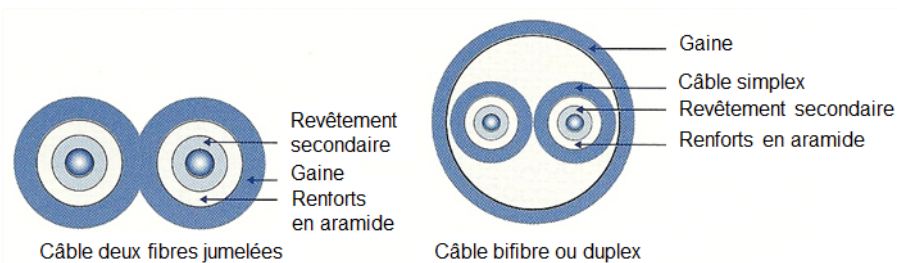 Revêtement
secondaire
Gaine
Renforts
en aramide
Câble deux fibres jumelées
Gaine
Câble simplex
Revêtement secondaire
Renforts en aramide
Câble bifibre ou duplex